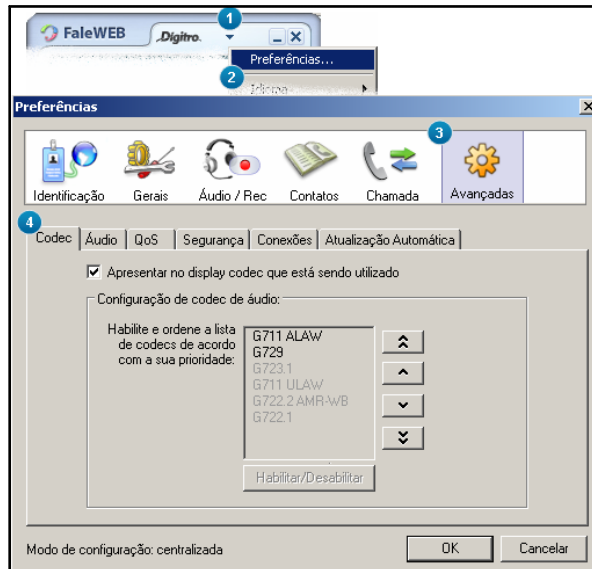 1
FaleWEB Dígitro.
Preferências...
2
Idioma
Preferências
3
Identificação Gerais Áudio / Rec Contatos Chamada Avançadas
4
Codec Áudio QoS Segurança Conexões Atualização Automática
Apresentar no display codec que está sendo utilizado
Configuração de codec de áudio:
Habilite e ordene a lista
de codecs de acordo
com a sua prioridade:
G711 ALAW
G729
G723.1
G711 ULAW
G722.2 AMR-WB
G722.1
Habilitar/Desabilitar
Modo de configuração: centralizada
OK Cancelar